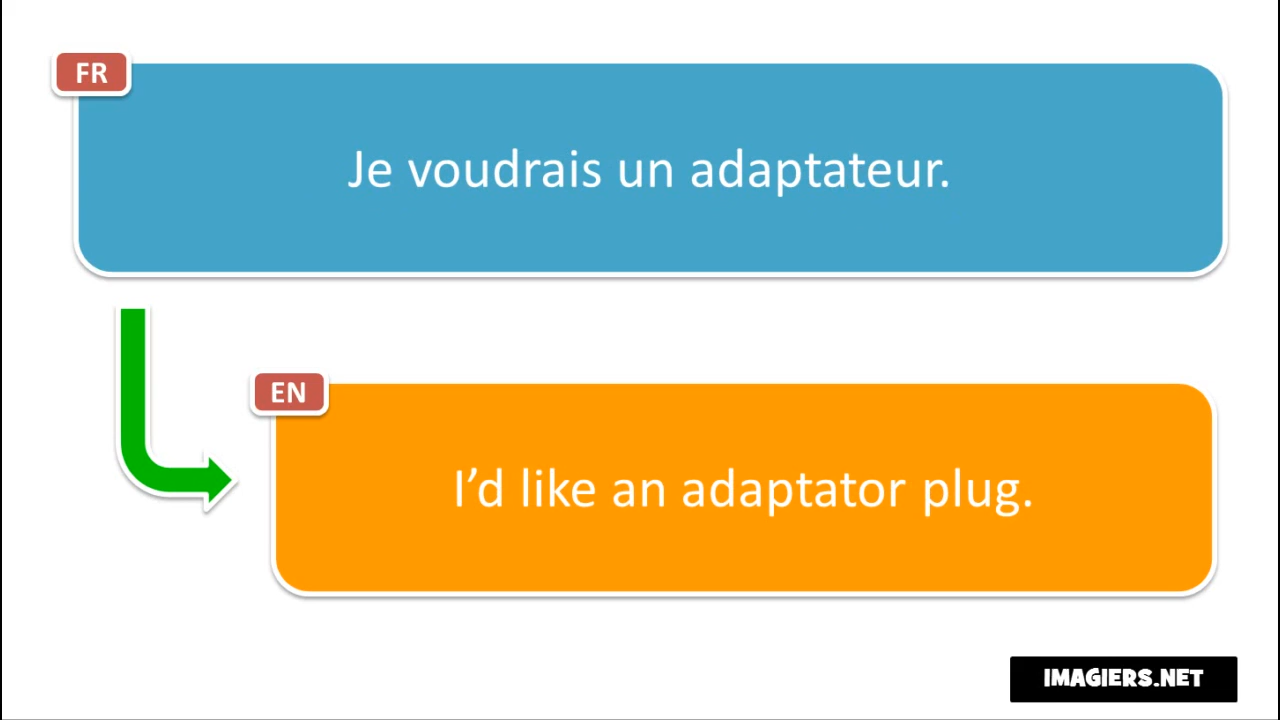 FR
Je voudrais un adaptateur.
EN
I’d like an adaptator plug.
IMAGIERS.NET